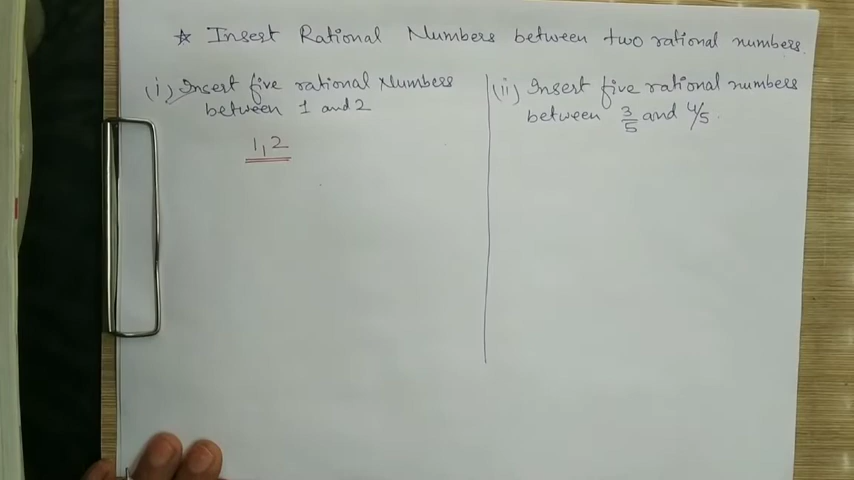 ☆ Insert Rational Numbers between two rational numbers.
(i) Insert five rational Numbers
between 1 and 2
1,2
(ii) Insert five rational numbers
between 3/5 and 4/5.